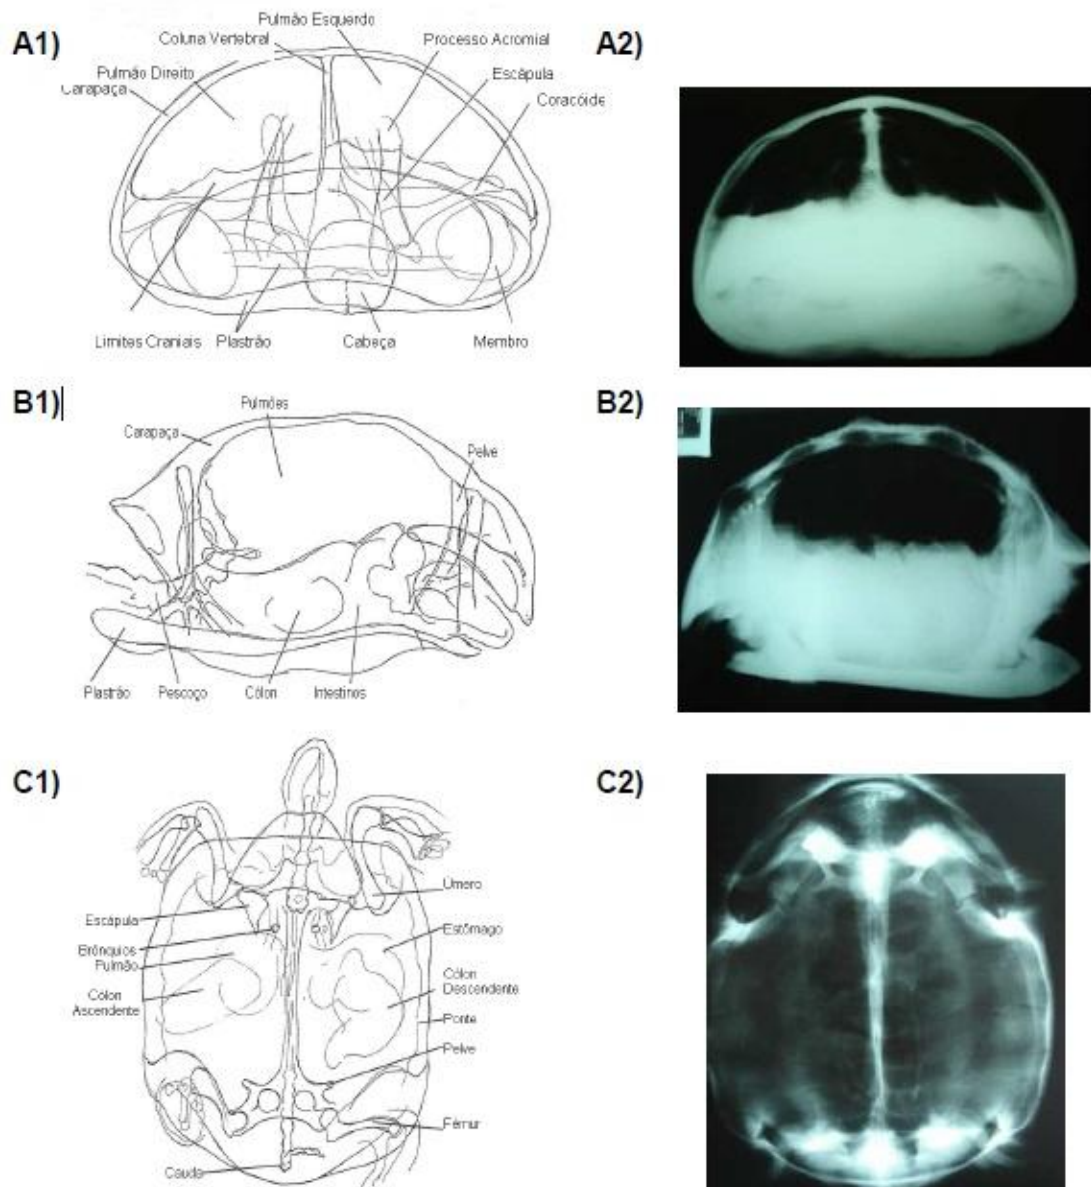 A1)
Pulmão Esquerdo
Coluna Vertebral
Processo Acromial
Pulmão Direito
Carapaça
Escápula
Coracóide
Limites Craniais
Plastrão
Cabeça
Membro
A2)
B1)
Pulmões
Carapaça
Pelve
Plastrão
Pescoço
Cólon
Intestinos
B2)
C1)
Úmero
Escápula
Estômago
Brônquios
Pulmão
Cólon
Descendente
Cólon
Ascendente
Ponte
Pelve
Fêmur
Cauda
C2)